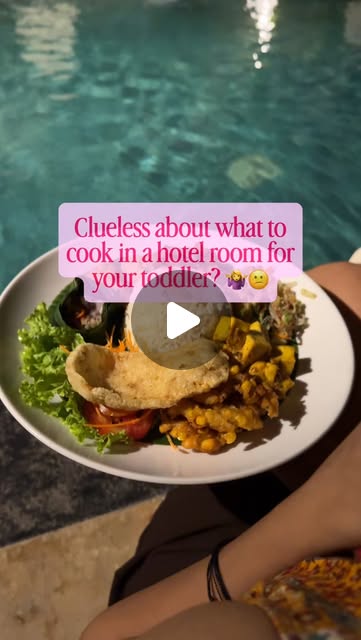 Clueless about what to
cook in a hotel room for
your toddler? 🤷‍♀️😕